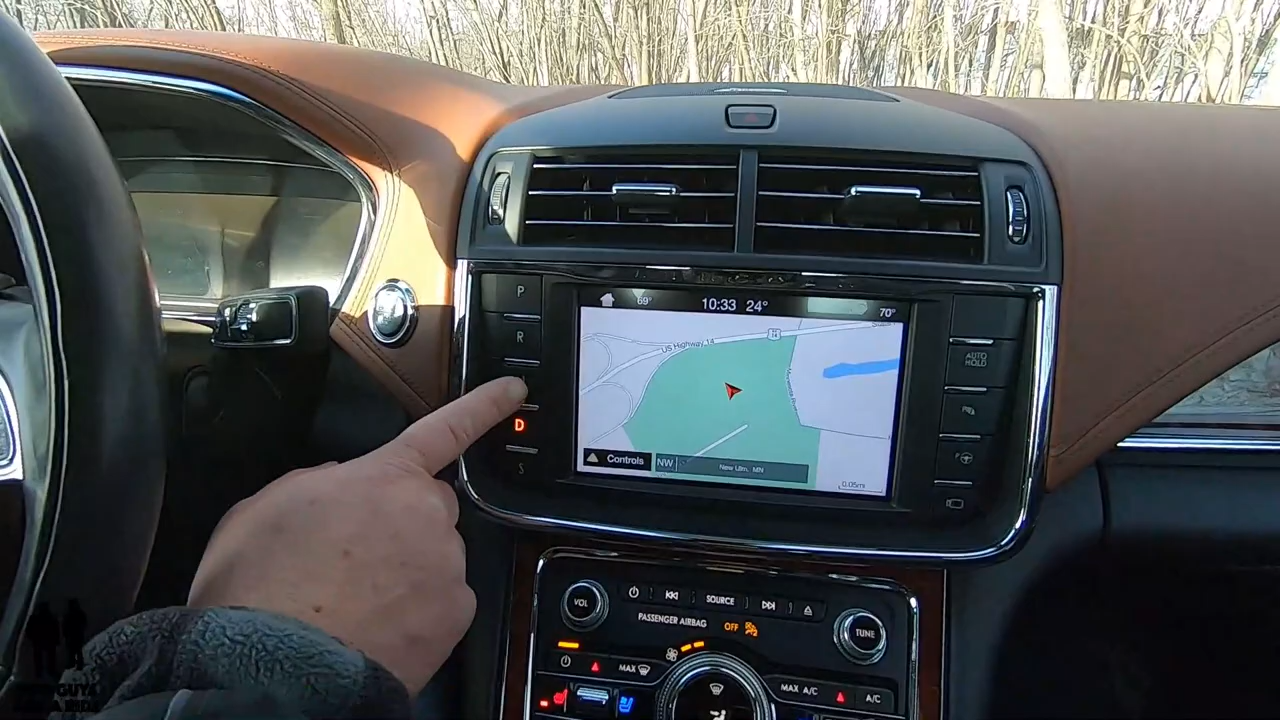 P
R
D
S
69°
10:33 24°
70°
US Highway 14
14
Controls
NW
New Ulm, MN
0.05mi
AUTO
HOLD
VOL
SOURCE
TUNE
PASSENGER AIRBAG OFF
MAX
MAX A/C
A/C